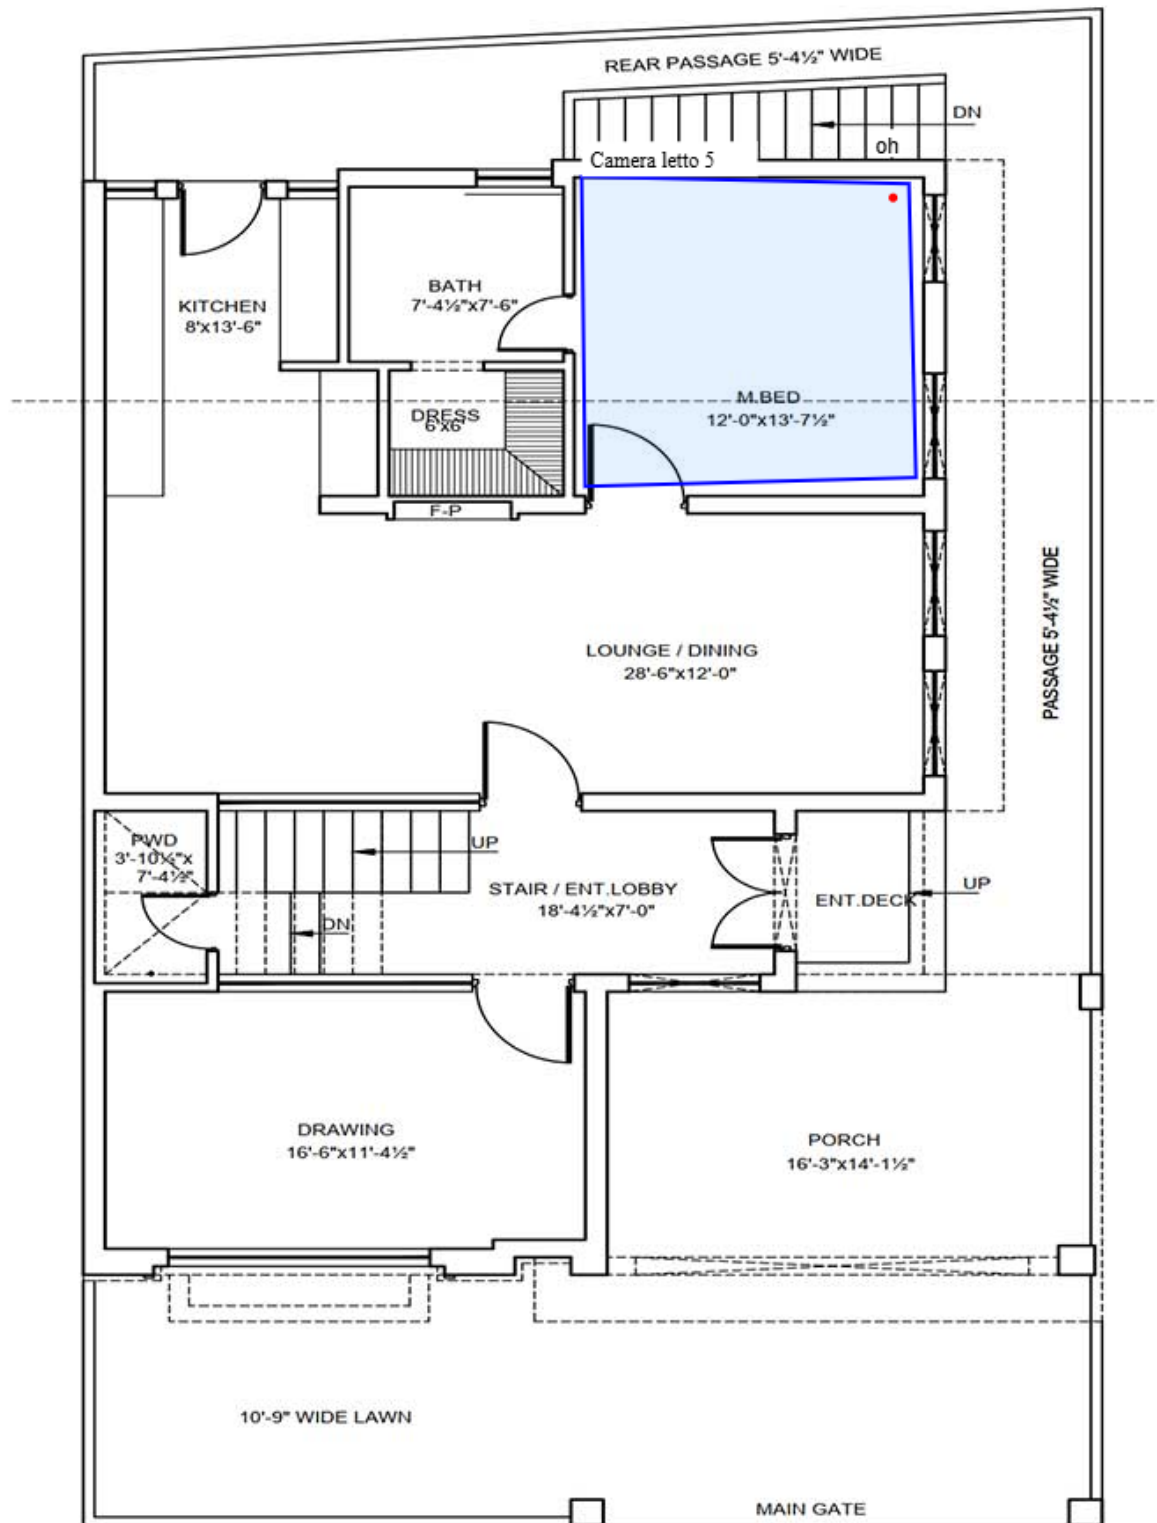 REAR PASSAGE 5'-4½" WIDE
DN
oh
Camera letto 5
BATH
7'-4½"x7'-6"
KITCHEN
8'x13'-6"
M.BED
12'-0"x13'-7½"
DRESS
6'x6'
F-P
PASSAGE 5'-4½" WIDE
LOUNGE / DINING
28'-6"x12'-0"
PWD
3'-10½"x
7'-4½"
UP
STAIR / ENT.LOBBY
18'-4½"x7'-0"
UP
ENT.DECK
DN
DRAWING
16'-6"x11'-4½"
PORCH
16'-3"x14'-1½"
10'-9" WIDE LAWN
MAIN GATE